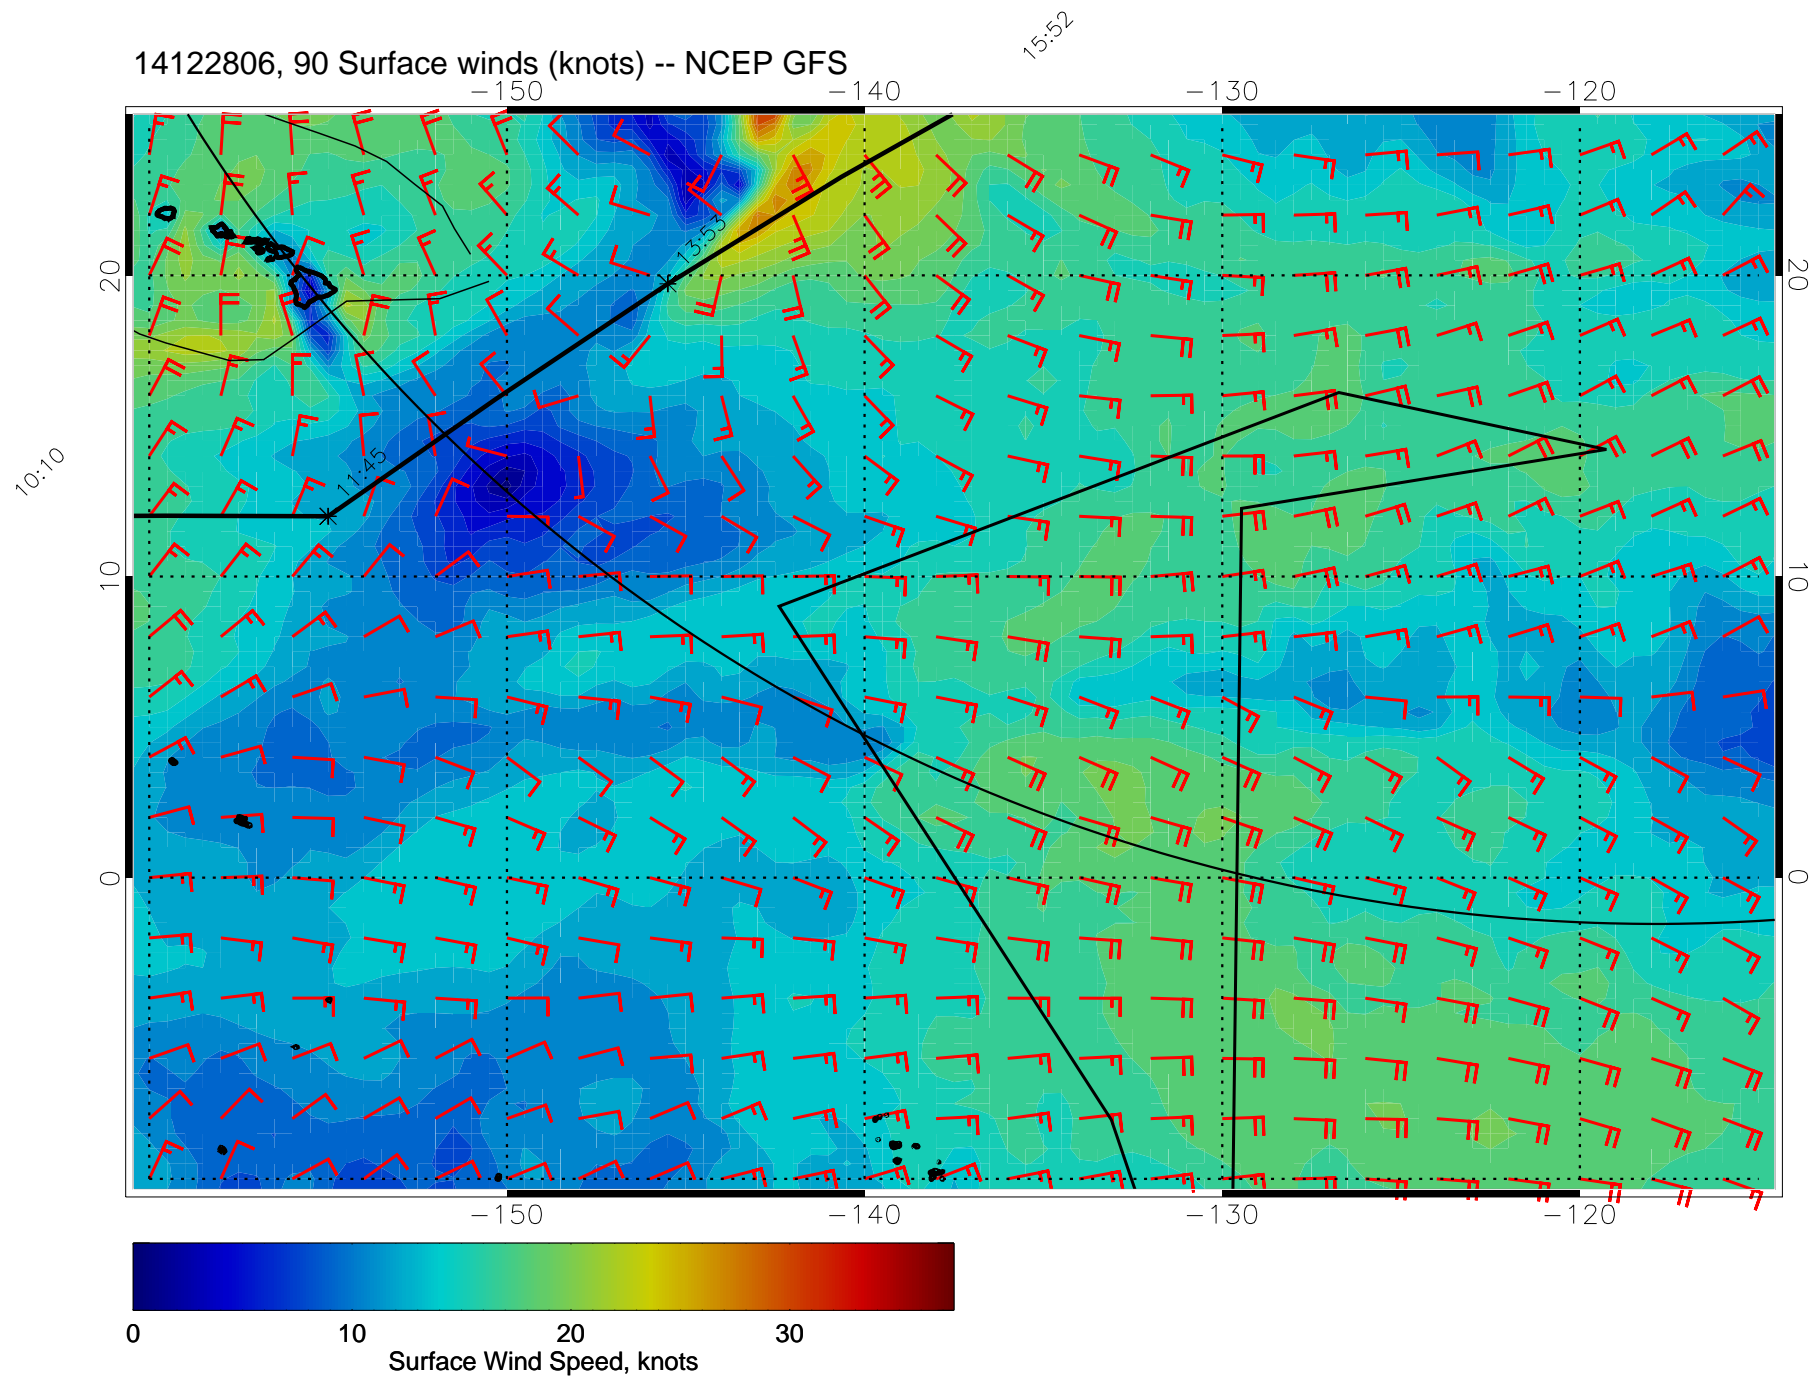 15:52
14122806, 90 Surface winds (knots) -- NCEP GFS
-150 -140 -130 -120
13:53
20 20
11:45
10:10
10 10
0 0
-150 -140 -130 -120
0 10 20 30
Surface Wind Speed, knots